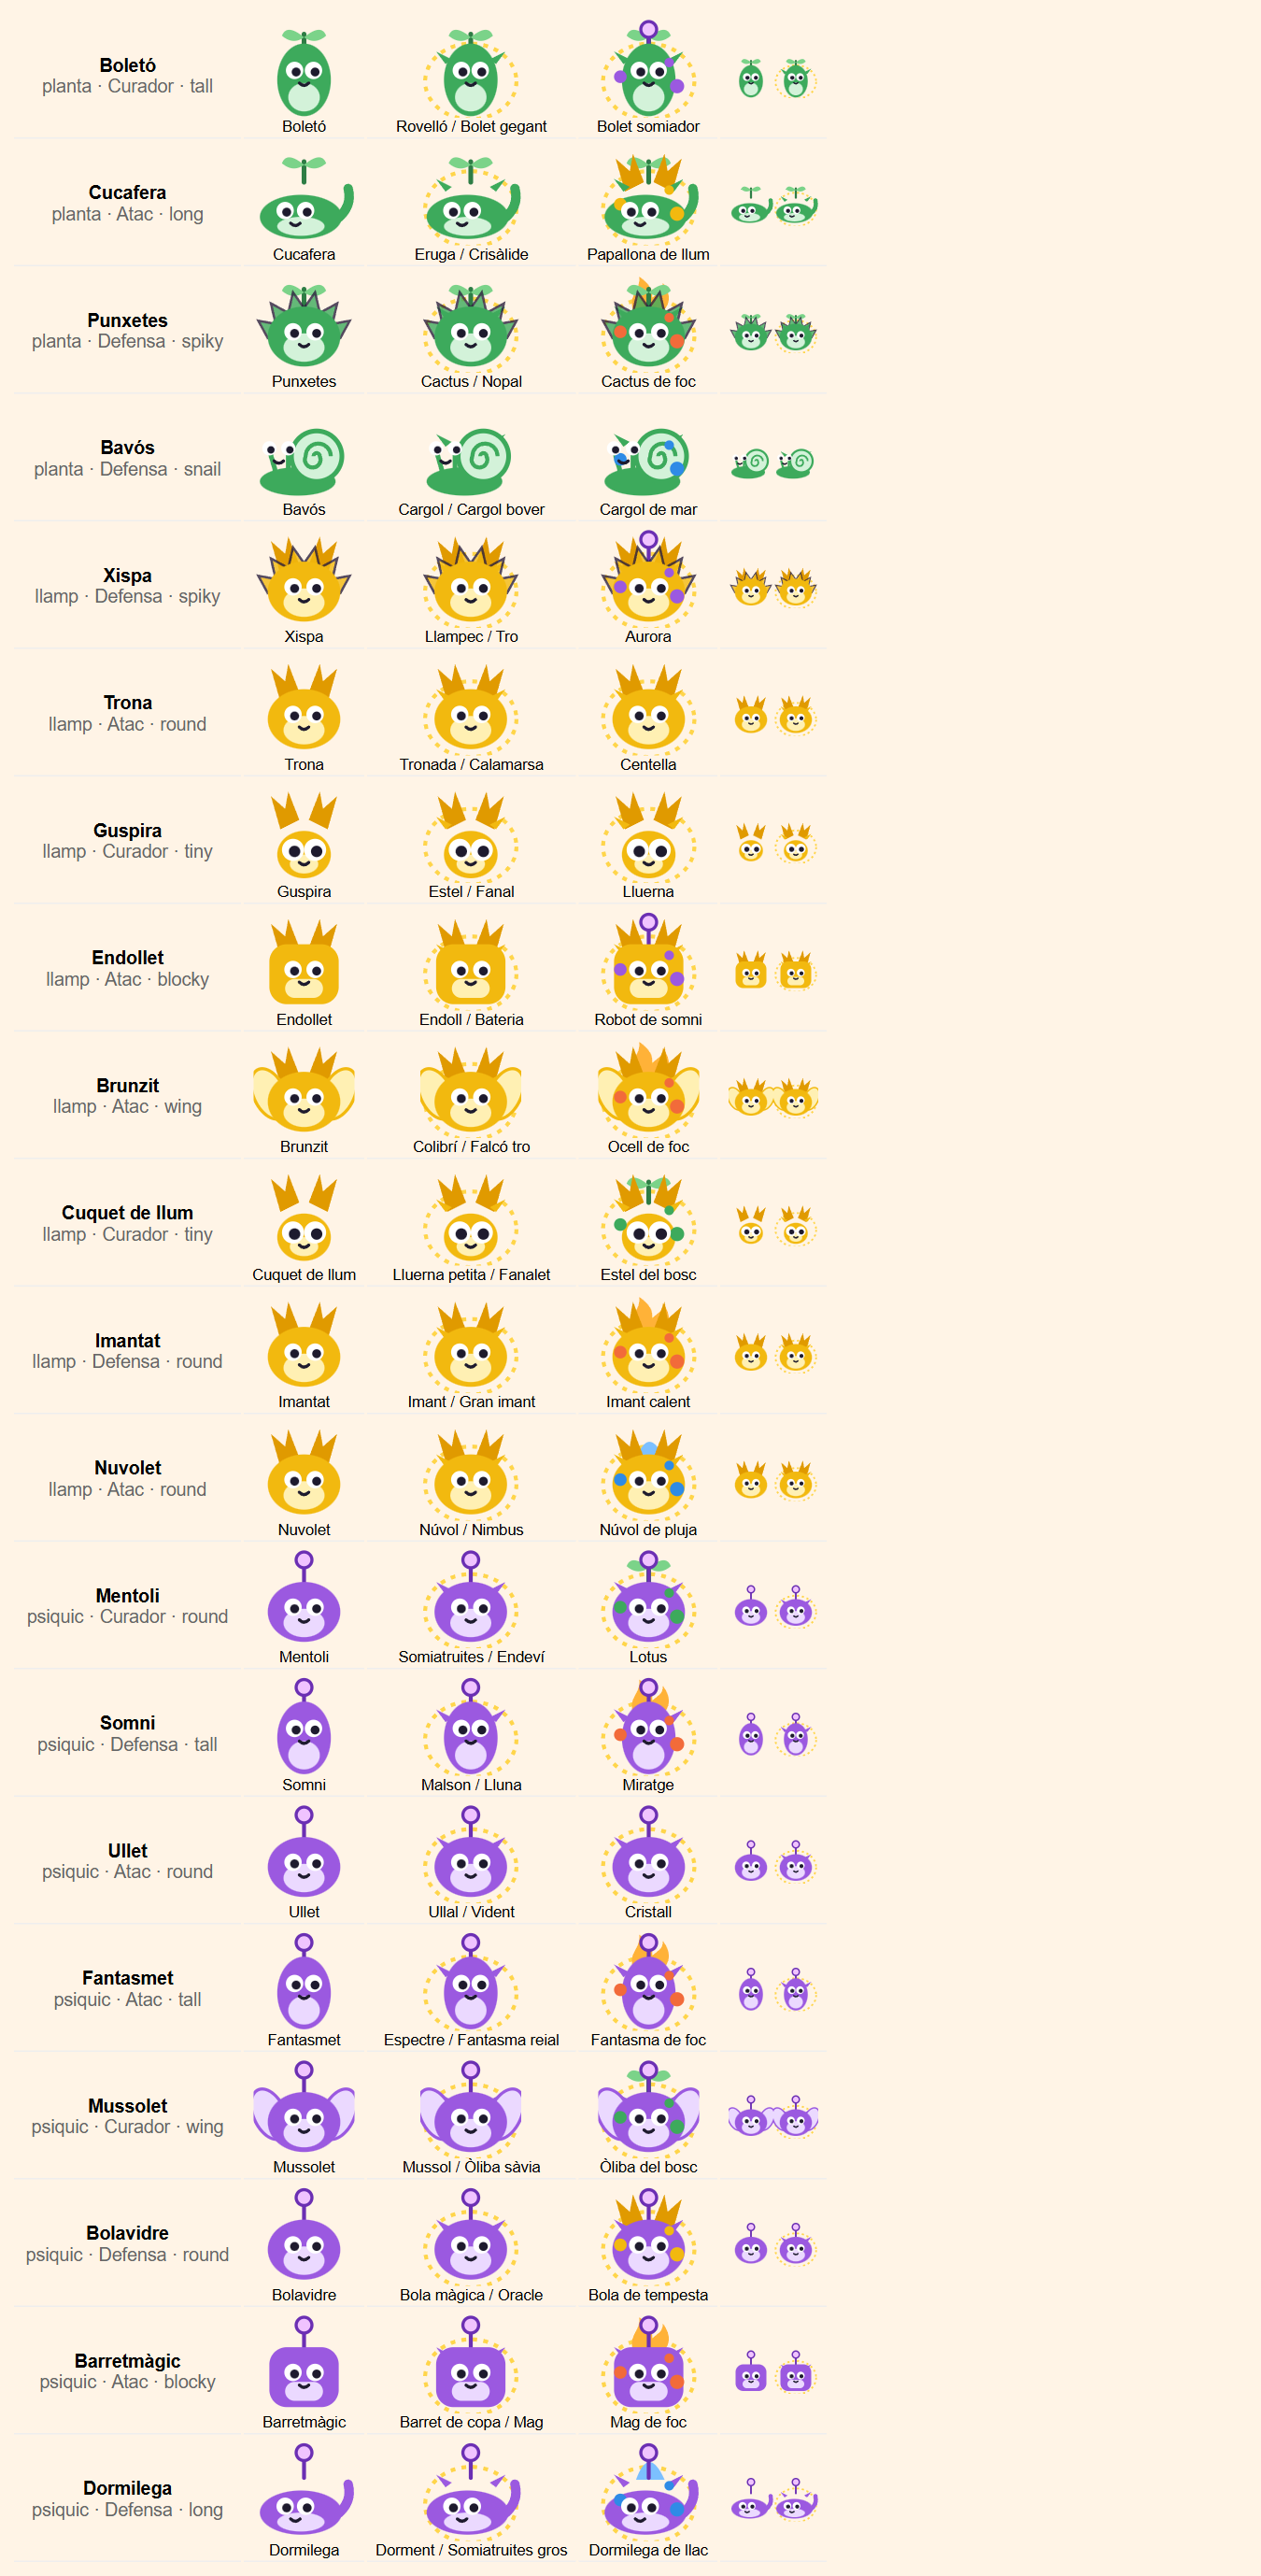 Boletó
planta · Curador · tall
Boletó
Rovelló / Bolet gegant
Bolet somiador
Cucafera
planta · Atac · long
Cucafera
Eruga / Crisàlide
Papallona de llum
Punxetes
planta · Defensa · spiky
Punxetes
Cactus / Nopal
Cactus de foc
Bavós
planta · Defensa · snail
Bavós
Cargol / Cargol bover
Cargol de mar
Xispa
llamp · Defensa · spiky
Xispa
Llampec / Tro
Aurora
Trona
llamp · Atac · round
Trona
Tronada / Calamarsa
Centella
Guspira
llamp · Curador · tiny
Guspira
Estel / Fanal
Lluerna
Endollet
llamp · Atac · blocky
Endollet
Endoll / Bateria
Robot de somni
Brunzit
llamp · Atac · wing
Brunzit
Colibrí / Falcó tro
Ocell de foc
Cuquet de llum
llamp · Curador · tiny
Cuquet de llum
Lluerna petita / Fanalet
Estel del bosc
Imantat
llamp · Defensa · round
Imantat
Imant / Gran imant
Imant calent
Nuvolet
llamp · Atac · round
Nuvolet
Núvol / Nimbus
Núvol de pluja
Mentoli
psiquic · Curador · round
Mentoli
Somiatruites / Endeví
Lotus
Somni
psiquic · Defensa · tall
Somni
Malson / Lluna
Miratge
Ullet
psiquic · Atac · round
Ullet
Ullal / Vident
Cristall
Fantasmet
psiquic · Atac · tall
Fantasmet
Espectre / Fantasma reial
Fantasma de foc
Mussolet
psiquic · Curador · wing
Mussolet
Mussol / Òliba sàvia
Òliba del bosc
Bolavidre
psiquic · Defensa · round
Bolavidre
Bola màgica / Oracle
Bola de tempesta
Barretmàgic
psiquic · Atac · blocky
Barretmàgic
Barret de copa / Mag
Mag de foc
Dormilega
psiquic · Defensa · long
Dormilega
Dorment / Somiatruites gros
Dormilega de llac